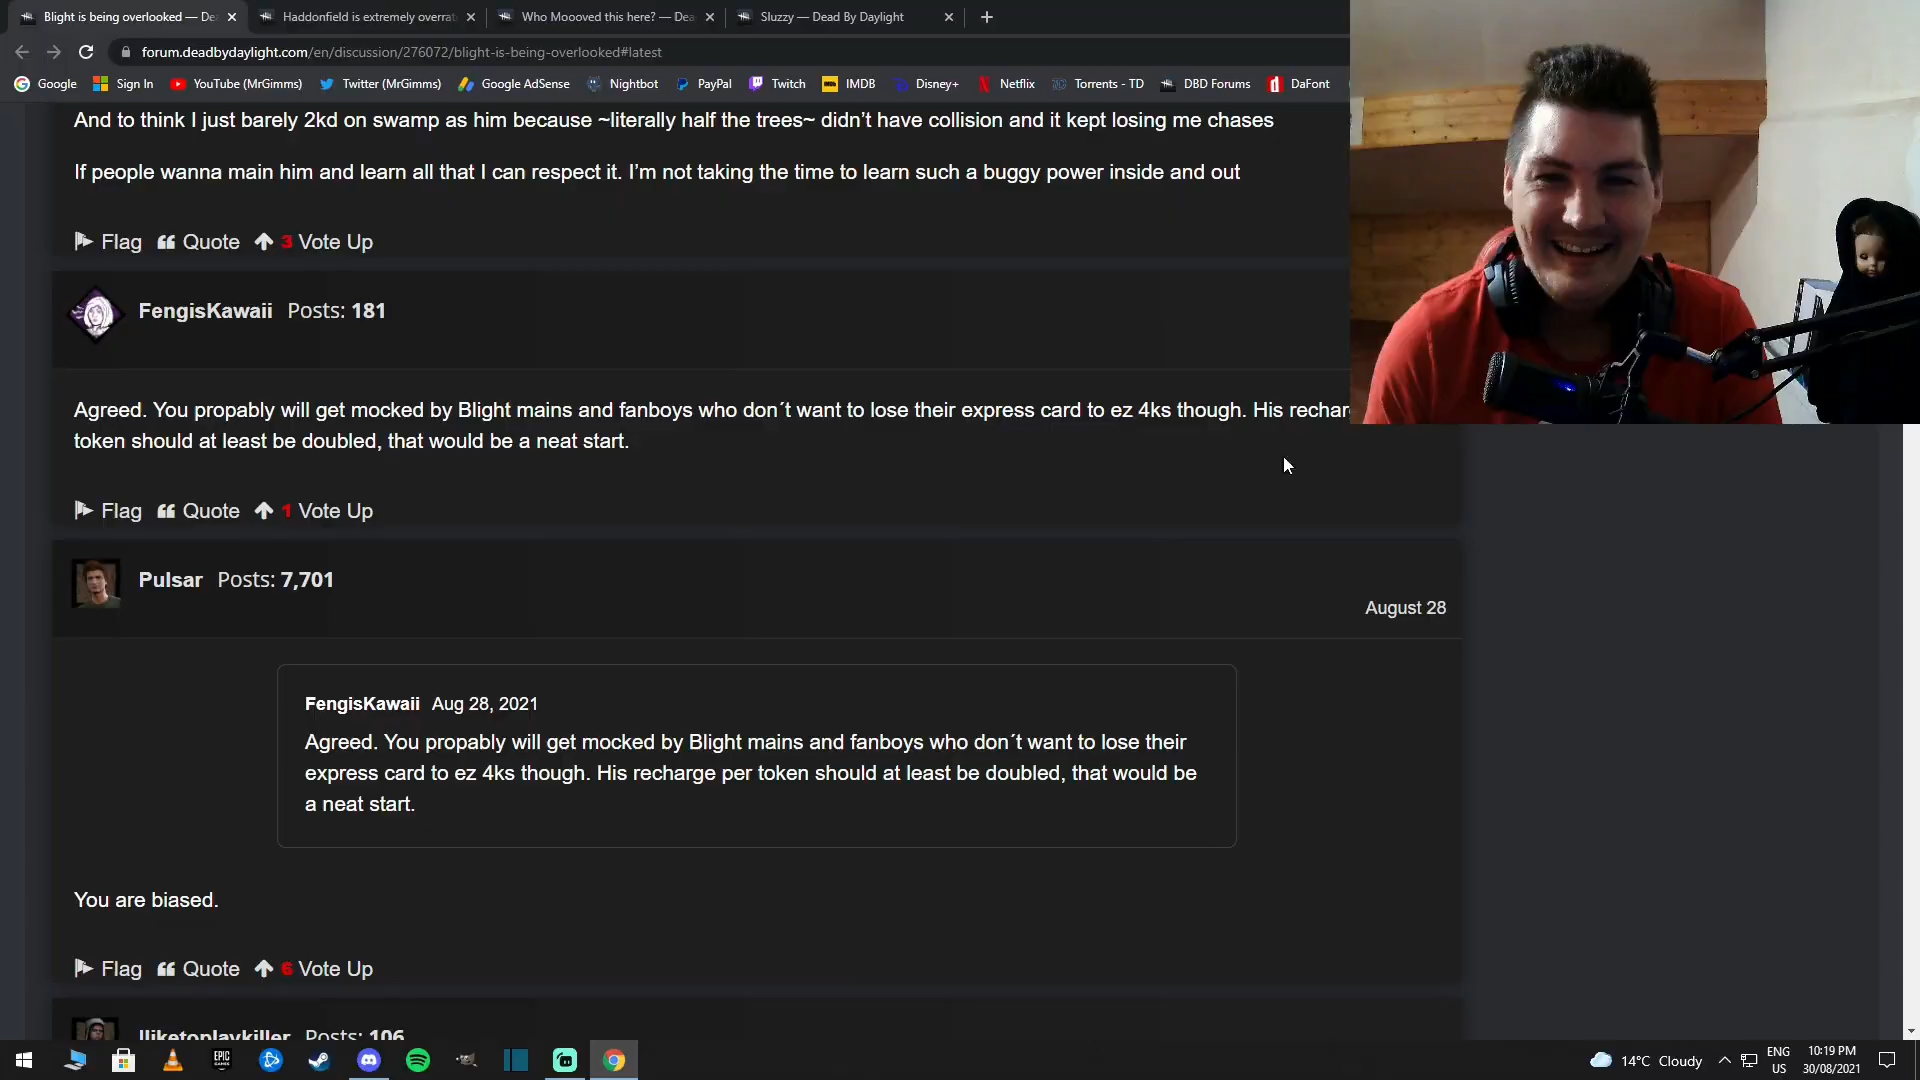 Blight is being overlooked — De
Haddonfield is extremely overrat
Who Moooved this here? — Dea
Sluzzy — Dead By Daylight
forum.deadbydaylight.com/en/discussion/276072/blight-is-being-overlooked#latest
Google Sign In YouTube (MrGimms) Twitter (MrGimms) Google AdSense Nightbot PayPal Twitch IMDB Disney+ Netflix Torrents - TD DBD Forums DaFont
And to think I just barely 2kd on swamp as him because ~literally half the trees~ didn’t have collision and it kept losing me chases
If people wanna main him and learn all that I can respect it. I’m not taking the time to learn such a buggy power inside and out
Flag Quote 3 Vote Up
FengisKawaii Posts: 181
Agreed. You propably will get mocked by Blight mains and fanboys who don´t want to lose their express card to ez 4ks though. His rechar
token should at least be doubled, that would be a neat start.
Flag Quote 1 Vote Up
Pulsar Posts: 7,701
August 28
FengisKawaii Aug 28, 2021
Agreed. You propably will get mocked by Blight mains and fanboys who don´t want to lose their
express card to ez 4ks though. His recharge per token should at least be doubled, that would be
a neat start.
You are biased.
Flag Quote 6 Vote Up
Iliketoplaykiller Posts: 106
EPIC GAMES
14°C Cloudy
ENG US
10:19 PM
30/08/2021